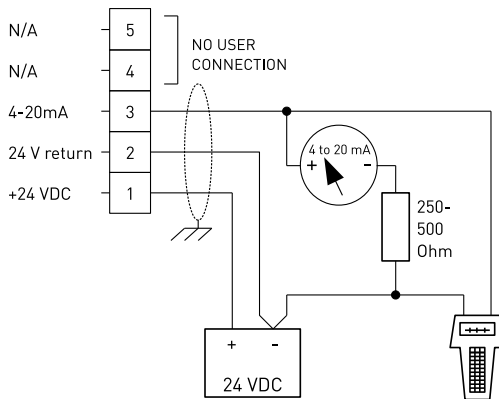 N/A
5
N/A
4
NO USER
CONNECTION
4-20mA
3
24 V return
2
+24 VDC
1
4 to 20 mA
+ -
250-
500
Ohm
+ -
24 VDC